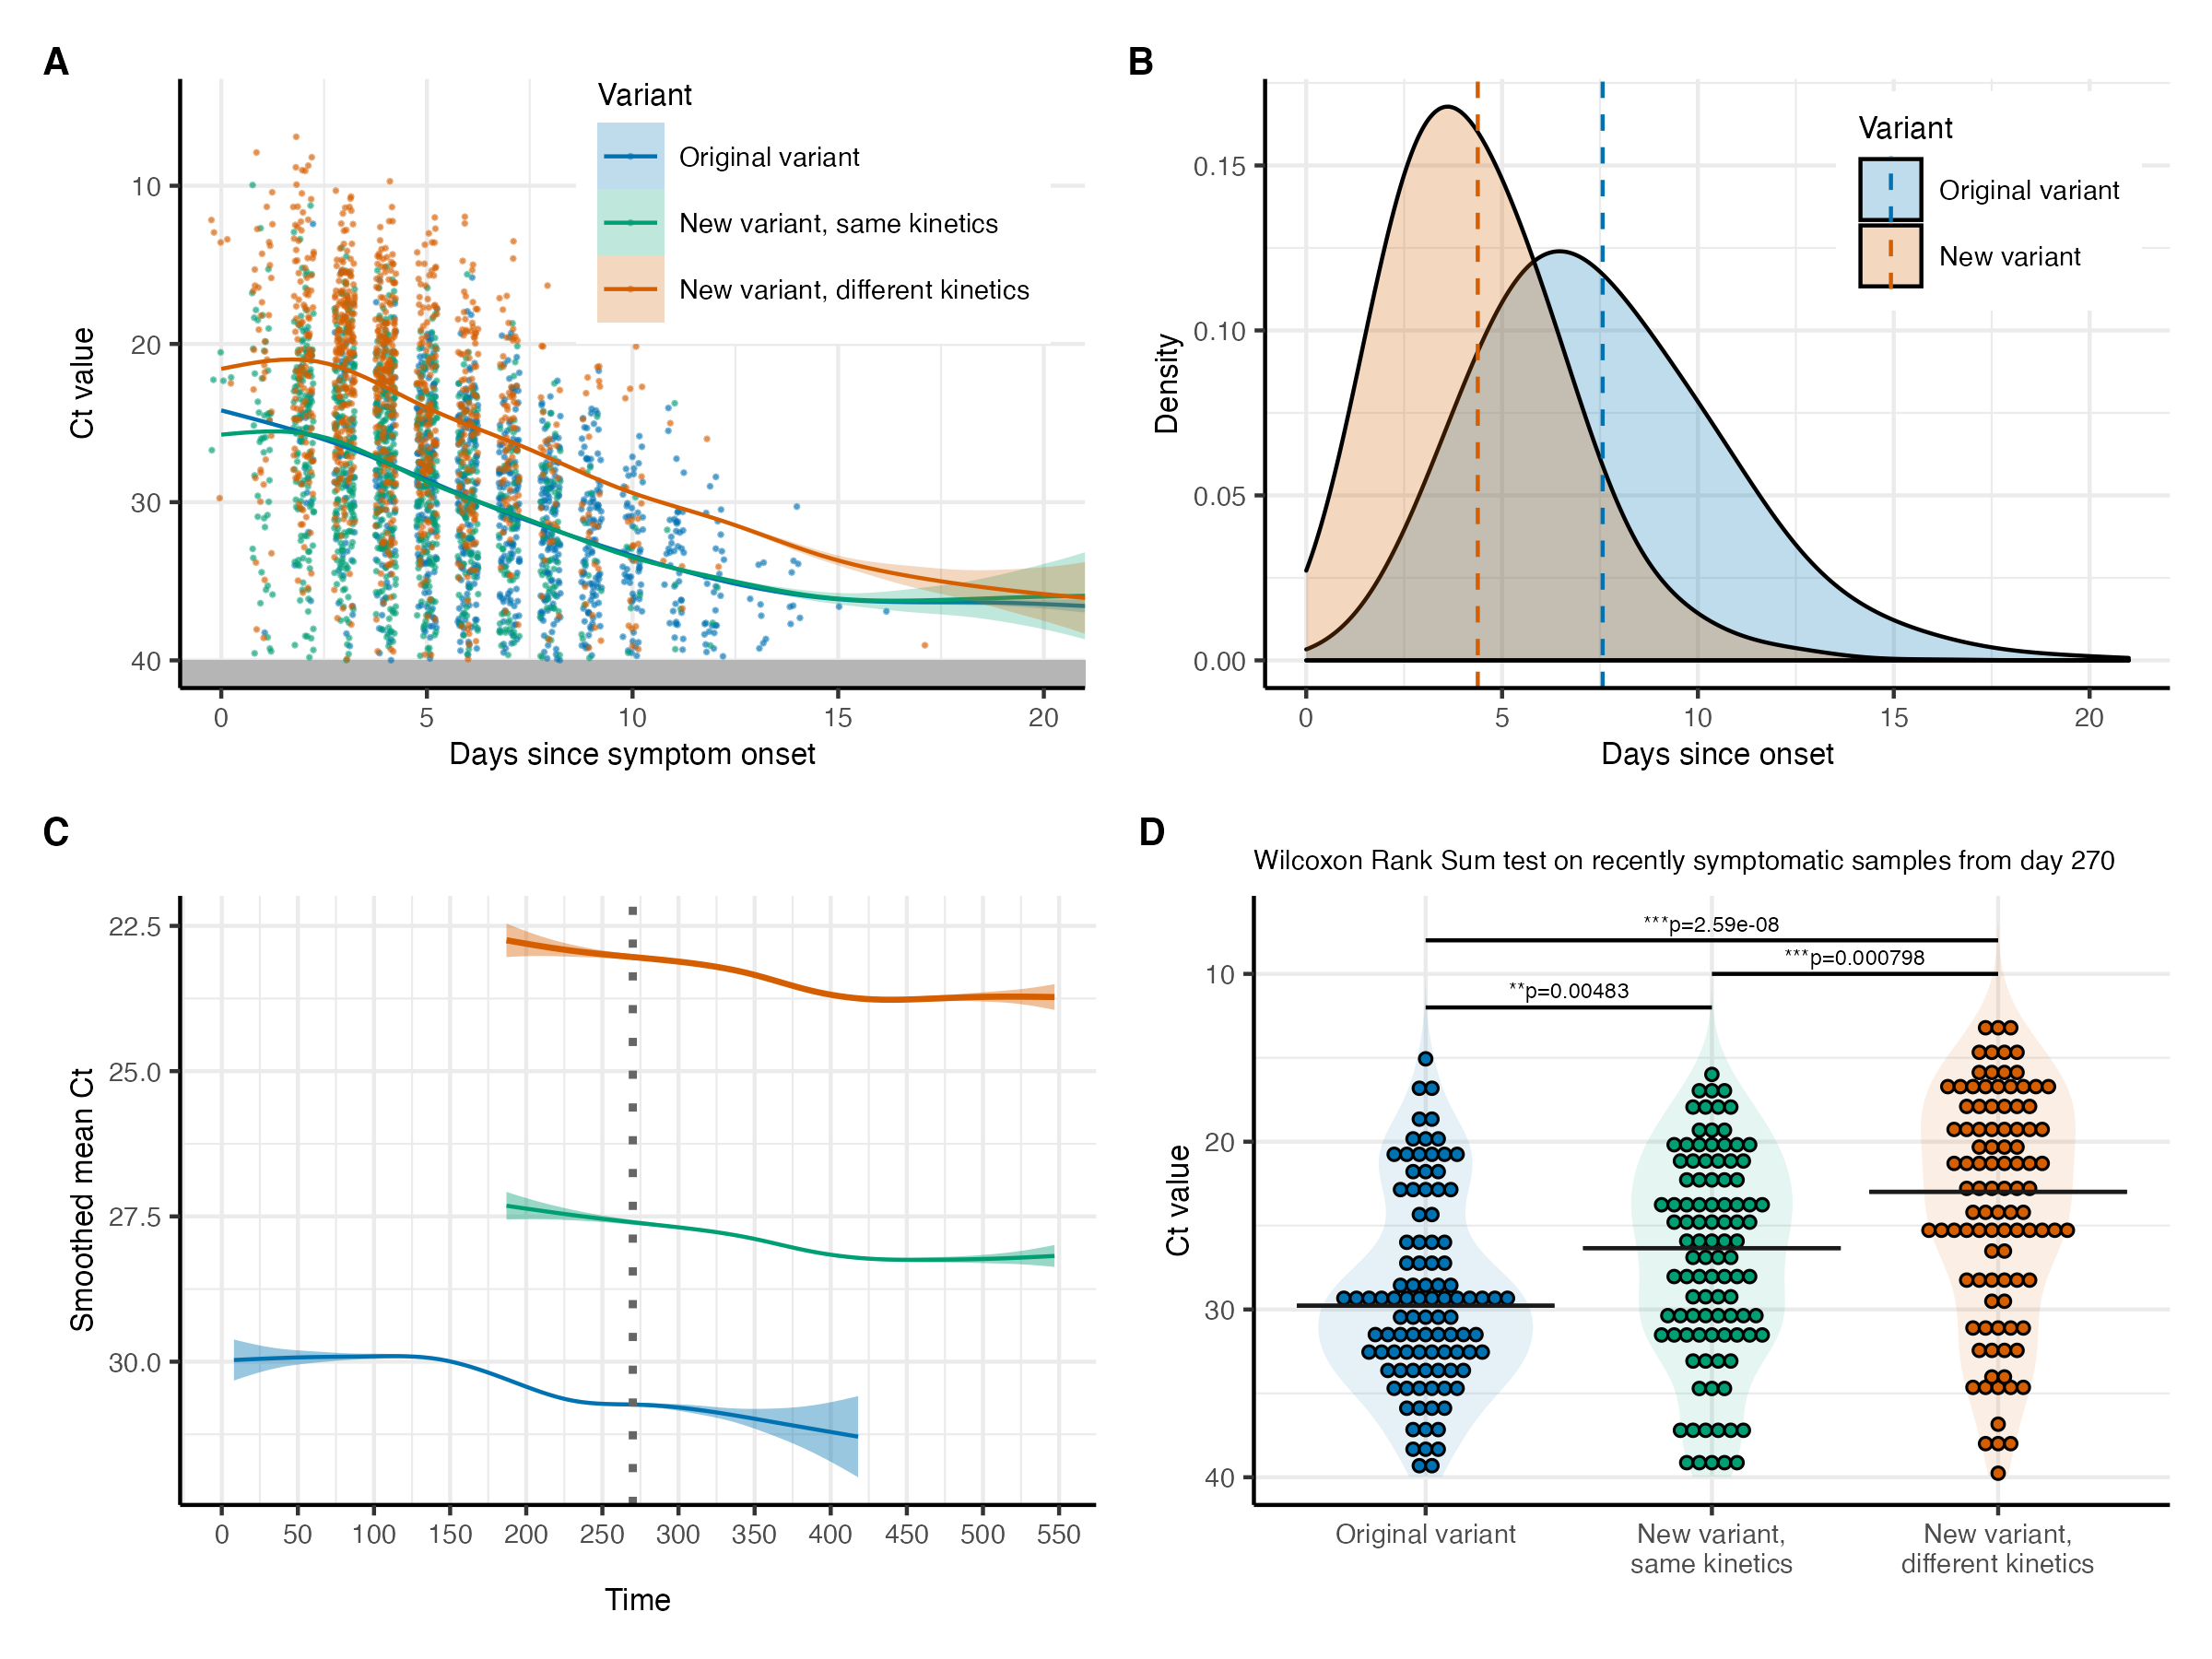 A
Variant
Original variant
New variant, same kinetics
New variant, different kinetics
Ct value
10
20
30
40
0 5 10 15 20
Days since symptom onset
B
Variant
Original variant
New variant
Density
0.15
0.10
0.05
0.00
0 5 10 15 20
Days since onset
C
Smoothed mean Ct
22.5
25.0
27.5
30.0
0 50 100 150 200 250 300 350 400 450 500 550
Time
D
Wilcoxon Rank Sum test on recently symptomatic samples from day 270
***p=2.59e-08
***p=0.000798
**p=0.00483
Ct value
10
20
30
40
Original variant
New variant,
same kinetics
New variant,
different kinetics